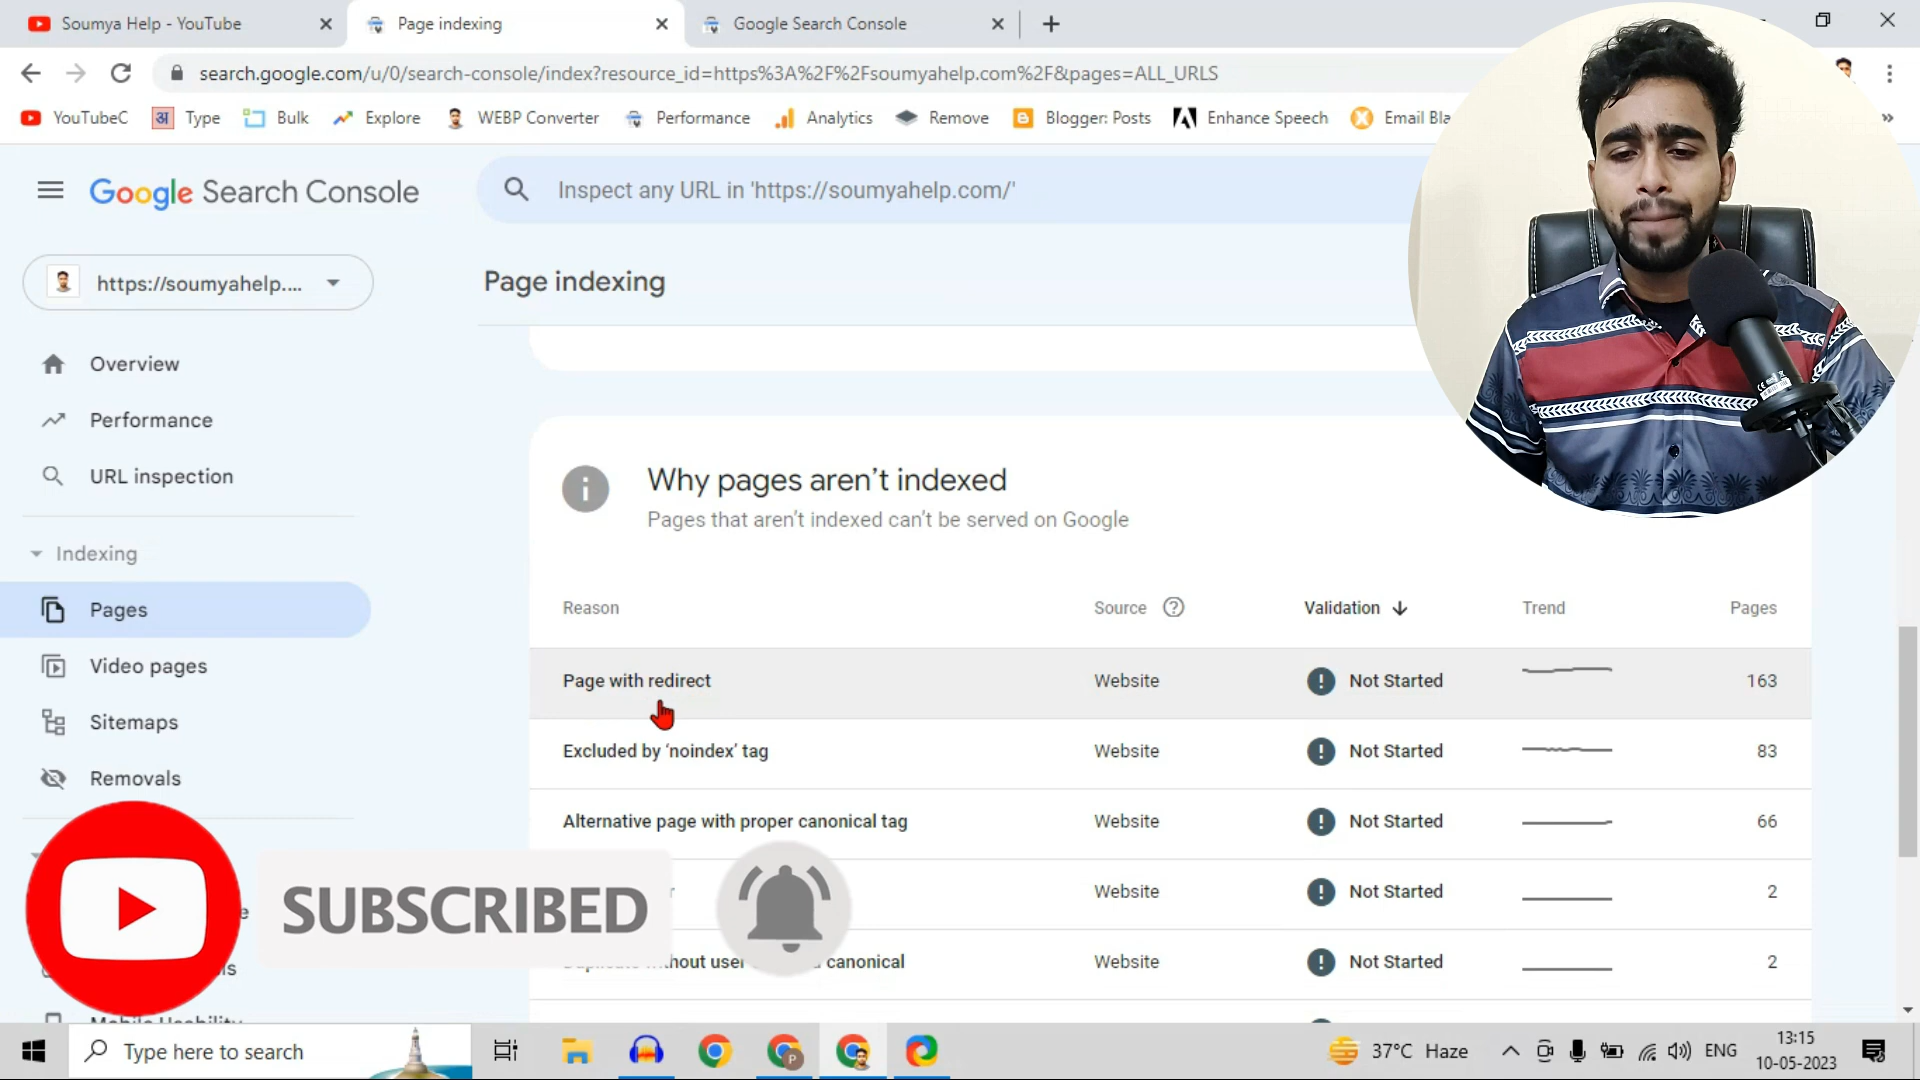 Soumya Help - YouTube
Page indexing
Google Search Console
search.google.com/u/0/search-console/index?resource_id=https%3A%2F%2Fsoumyahelp.com%2F&pages=ALL_URLS
YouTubeC
Type
Bulk
Explore
WEBP Converter
Performance
Analytics
Remove
Blogger: Posts
Enhance Speech
Email Bla
Google Search Console
Inspect any URL in 'https://soumyahelp.com/'
https://soumyahelp....
Page indexing
Overview
Performance
URL inspection
Indexing
Pages
Video pages
Sitemaps
Removals
Why pages aren't indexed
Pages that aren't indexed can't be served on Google
Reason Source Validation Trend Pages
Page with redirect Website Not Started 163
Excluded by ‘noindex’ tag Website Not Started 83
Alternative page with proper canonical tag Website Not Started 66
Website Not Started 2
canonical Website Not Started 2
SUBSCRIBED
Type here to search
37°C Haze
ENG
13:15
10-05-2023